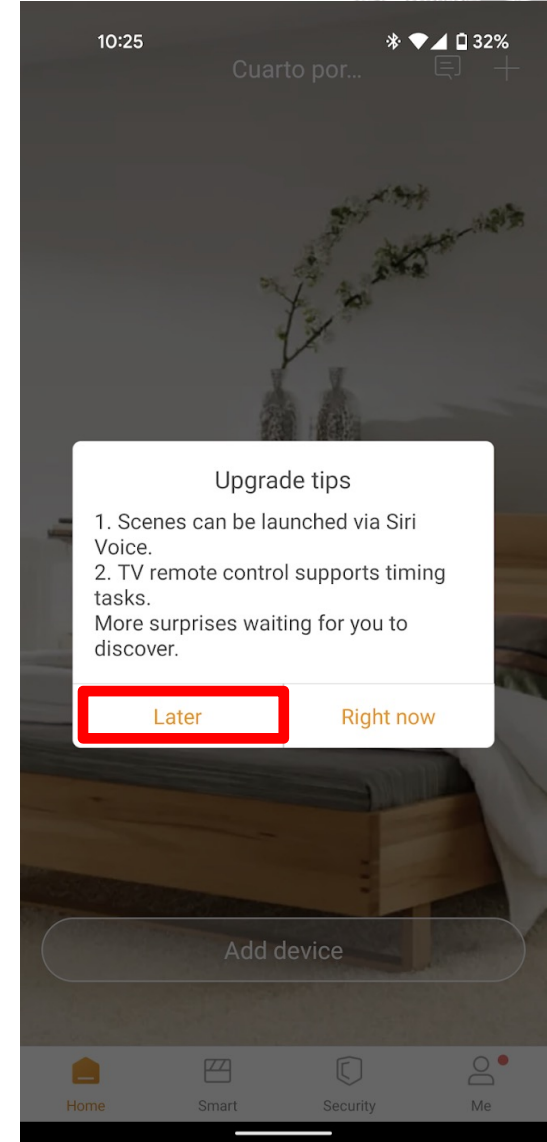 10:25
32%
Cuarto por...
Upgrade tips
1. Scenes can be launched via Siri
Voice.
2. TV remote control supports timing
tasks.
More surprises waiting for you to
discover.
Later
Right now
Add device
Home
Smart
Security
Me